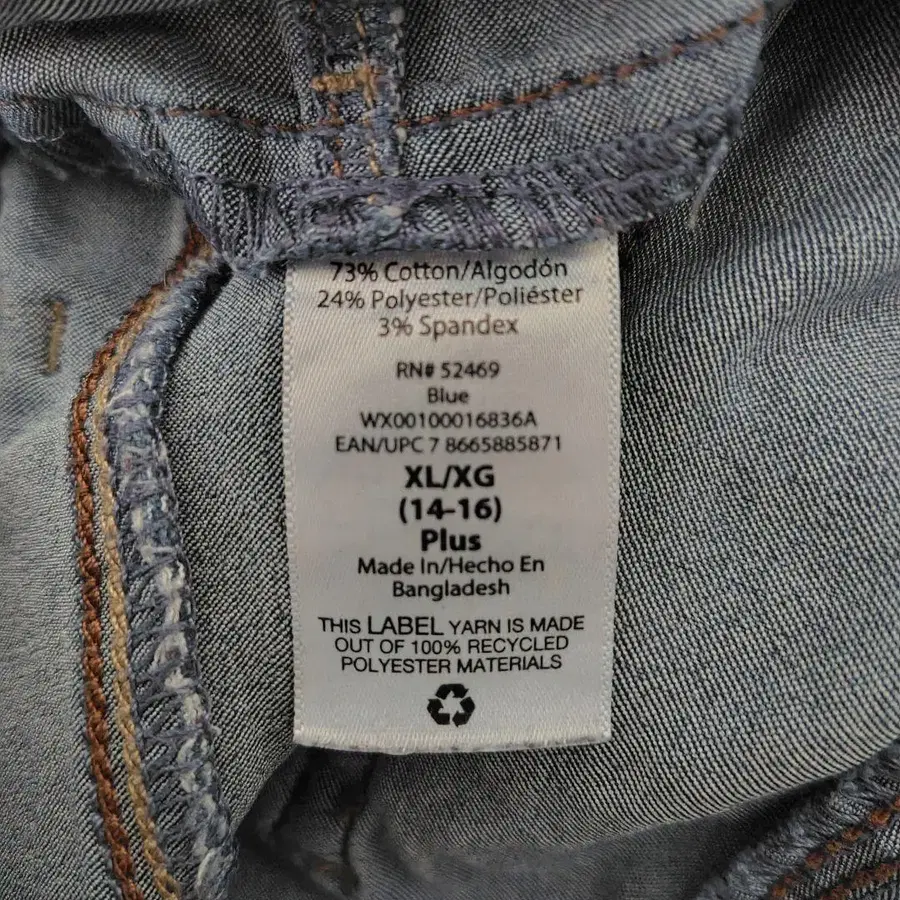 73% Cotton/Algodón
24% Polyester/Poliéster
3% Spandex
RN# 52469
Blue
WX00100016836A
EAN/UPC 7 8665885871
XL/XG
(14-16)
Plus
Made In/Hecho En
Bangladesh
THIS LABEL YARN IS MADE
OUT OF 100% RECYCLED
POLYESTER MATERIALS